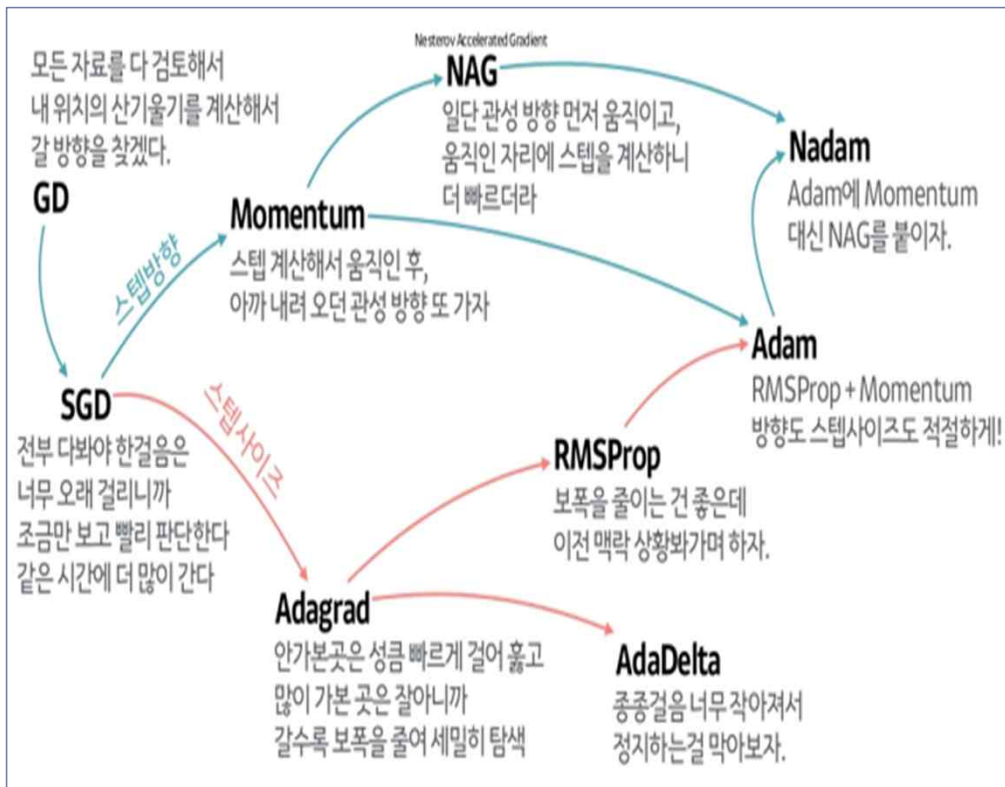 모든 자료를 다 검토해서
내 위치의 산기울기를 계산해서
갈 방향을 찾겠다.
GD
스텝방향
Momentum
스텝 계산해서 움직인 후,
아까 내려 오던 관성 방향 또 가자
Nesterov Accelerated Gradient
NAG
일단 관성 방향 먼저 움직이고,
움직인 자리에 스텝을 계산하니
더 빠르더라
Nadam
Adam에 Momentum
대신 NAG를 붙이자.
Adam
RMSProp + Momentum
방향도 스텝사이즈도 적절하게!
SGD
전부 다봐야 한걸음은
너무 오래 걸리니까
조금만 보고 빨리 판단한다
같은 시간에 더 많이 간다
스텝사이즈
RMSProp
보폭을 줄이는 건 좋은데
이전 맥락 상황봐가며 하자.
Adagrad
안가본곳은 성큼 빠르게 걸어 훑고
많이 가본 곳은 잘아니까
갈수록 보폭을 줄여 세밀히 탐색
AdaDelta
종종걸음 너무 작아져서
정지하는걸 막아보자.